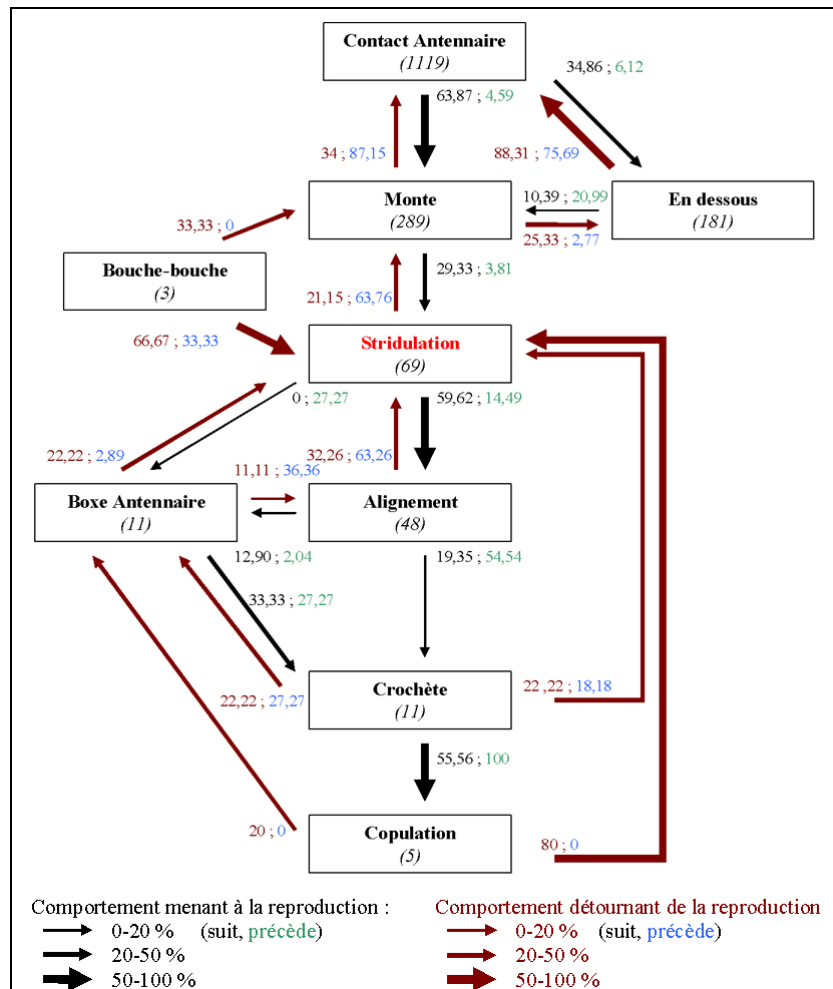 Contact Antennaire
(1119)
34,86 ; 6,12
63,87 ; 4,59
34 ; 87,15
88,31 ; 75,69
Monte
(289)
10,39 ; 20,99
En dessous
(181)
25,33 ; 2,77
33,33 ; 0
Bouche-bouche
(3)
29,33 ; 3,81
21,15 ; 63,76
66,67 ; 33,33
Stridulation
(69)
0 ; 27,27
59,62 ; 14,49
22,22 ; 2,89
32,26 ; 63,26
11,11 ; 36,36
Boxe Antennaire
(11)
Alignement
(48)
12,90 ; 2,04
19,35 ; 54,54
33,33 ; 27,27
22,22 ; 27,27
Crochète
(11)
22 ,22 ; 18,18
55,56 ; 100
20 ; 0
Copulation
(5)
80 ; 0
Comportement menant à la reproduction :
0-20 % (suit, précède)
20-50 %
50-100 %
Comportement détournant de la reproduction
0-20 % (suit, précède)
20-50 %
50-100 %